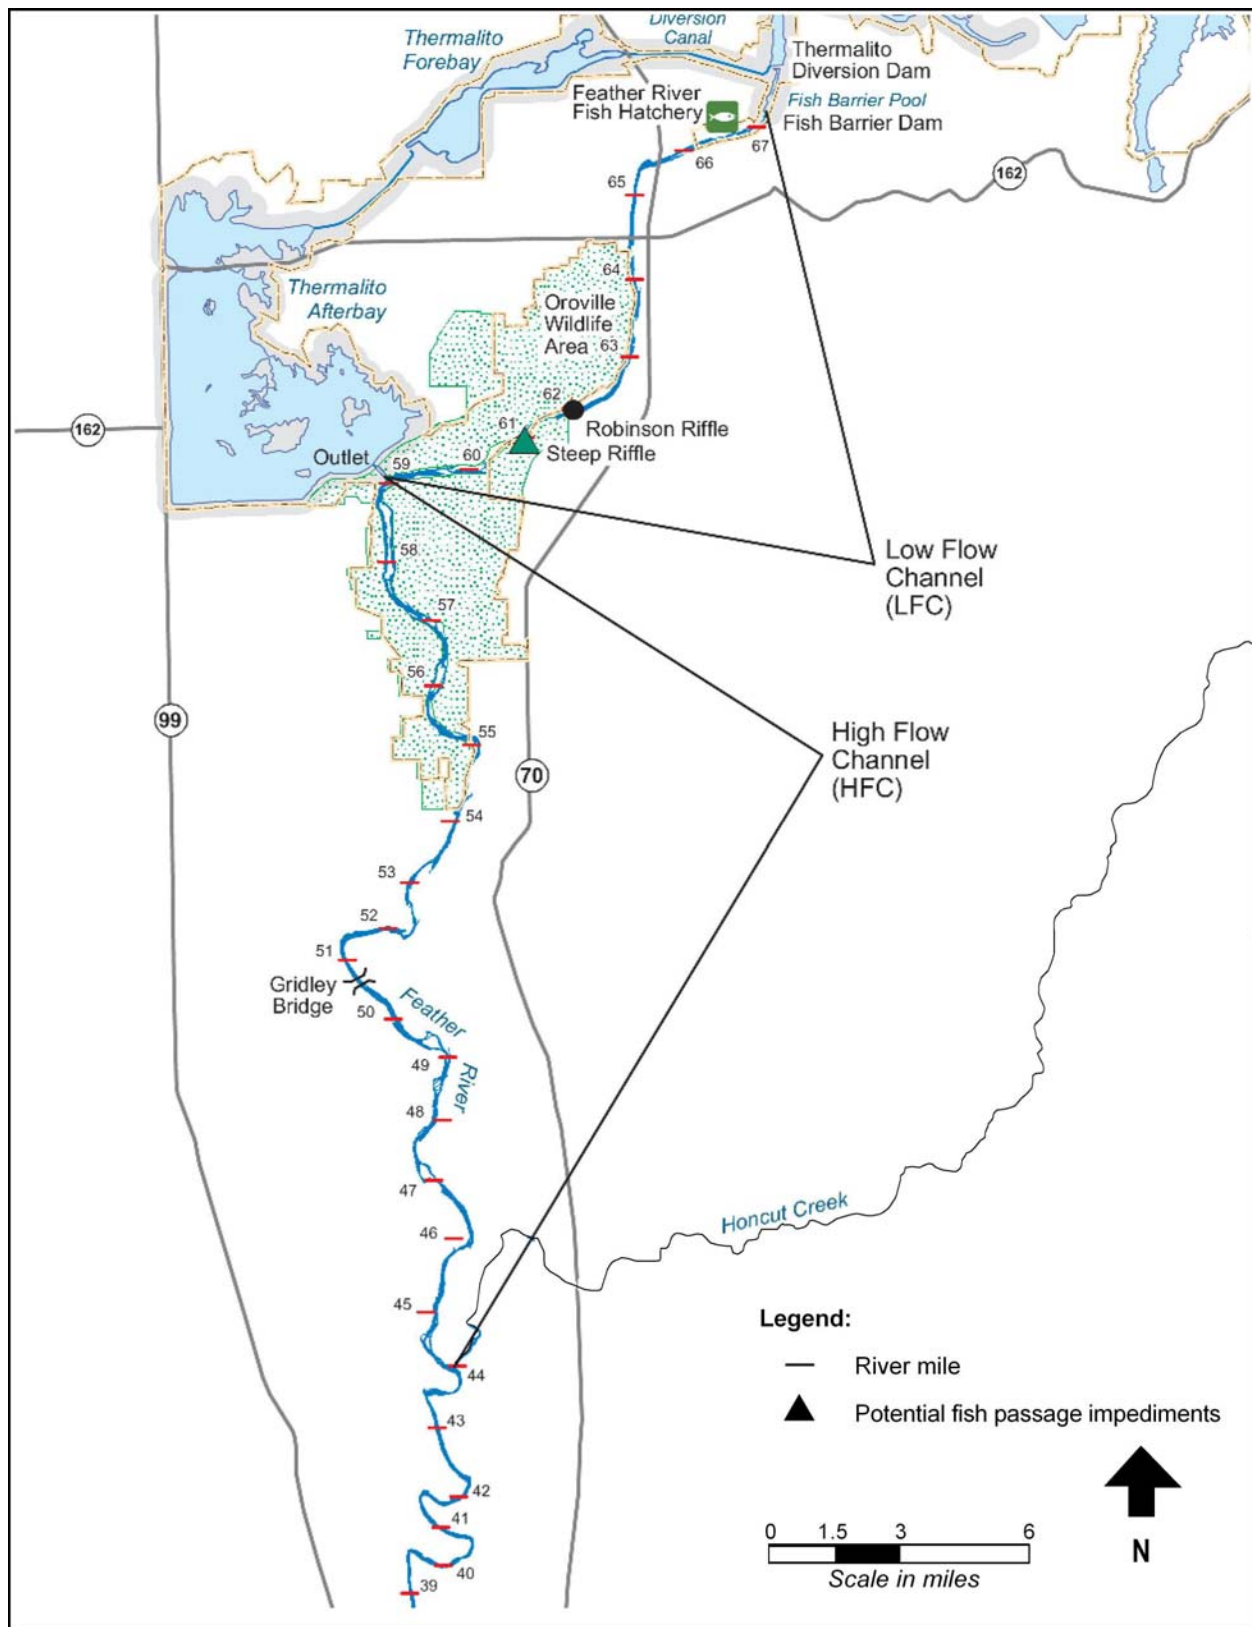 Diversion
Canal
Thermalito
Forebay
Thermalito
Diversion Dam
Feather River
Fish Hatchery
Fish Barrier Pool
Fish Barrier Dam
67
66
65
162
64
Thermalito
Afterbay
Oroville
Wildlife
Area
63
62
162
61
Robinson Riffle
Steep Riffle
Outlet
59
60
58
Low Flow
Channel
(LFC)
57
56
99
55
High Flow
Channel
(HFC)
70
54
53
52
51
Gridley
Bridge
50
Feather
River
49
48
47
46
Honcut Creek
45
44
43
42
41
40
39
Legend:
River mile
Potential fish passage impediments
0 1.5 3 6
Scale in miles
N